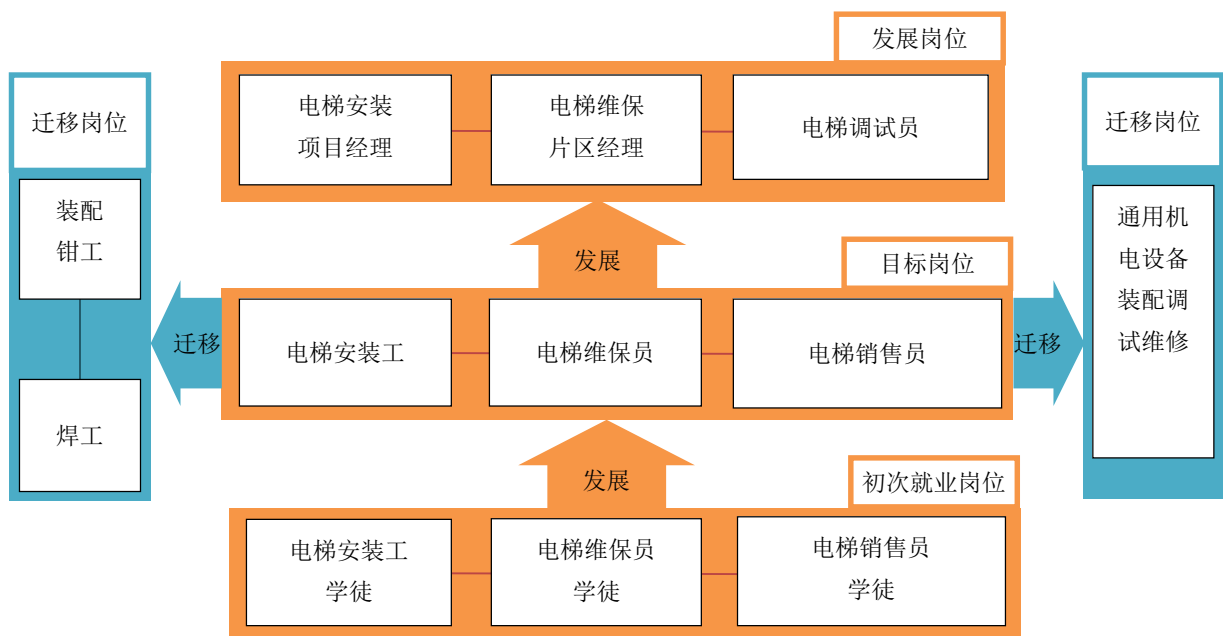 发展岗位
迁移岗位
电梯安装
项目经理
电梯维保
片区经理
电梯调试员
迁移岗位
装配
钳工
通用机
电设备
装配调
试维修
发展
目标岗位
迁移
电梯安装工
电梯维保员
电梯销售员
迁移
焊工
发展
初次就业岗位
电梯安装工
学徒
电梯维保员
学徒
电梯销售员
学徒